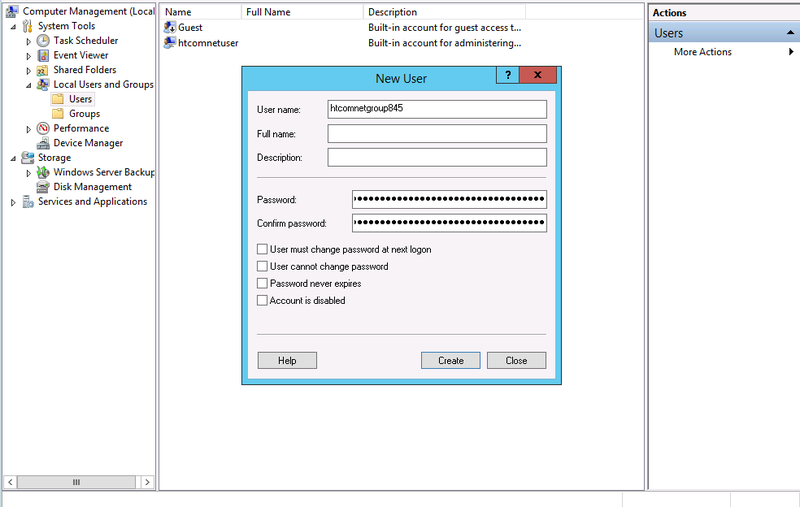 Computer Management (Local
System Tools
Task Scheduler
Event Viewer
Shared Folders
Local Users and Groups
Users
Groups
Performance
Device Manager
Storage
Windows Server Backup
Disk Management
Services and Applications
Name Full Name Description
Guest Built-in account for guest access t...
htcomnetuser Built-in account for administering...
New User
?
x
User name: htcomnetgroup845
Full name:
Description:
Password:
Confirm password:
User must change password at next logon
User cannot change password
Password never expires
Account is disabled
Help Create Close
Actions
Users
More Actions